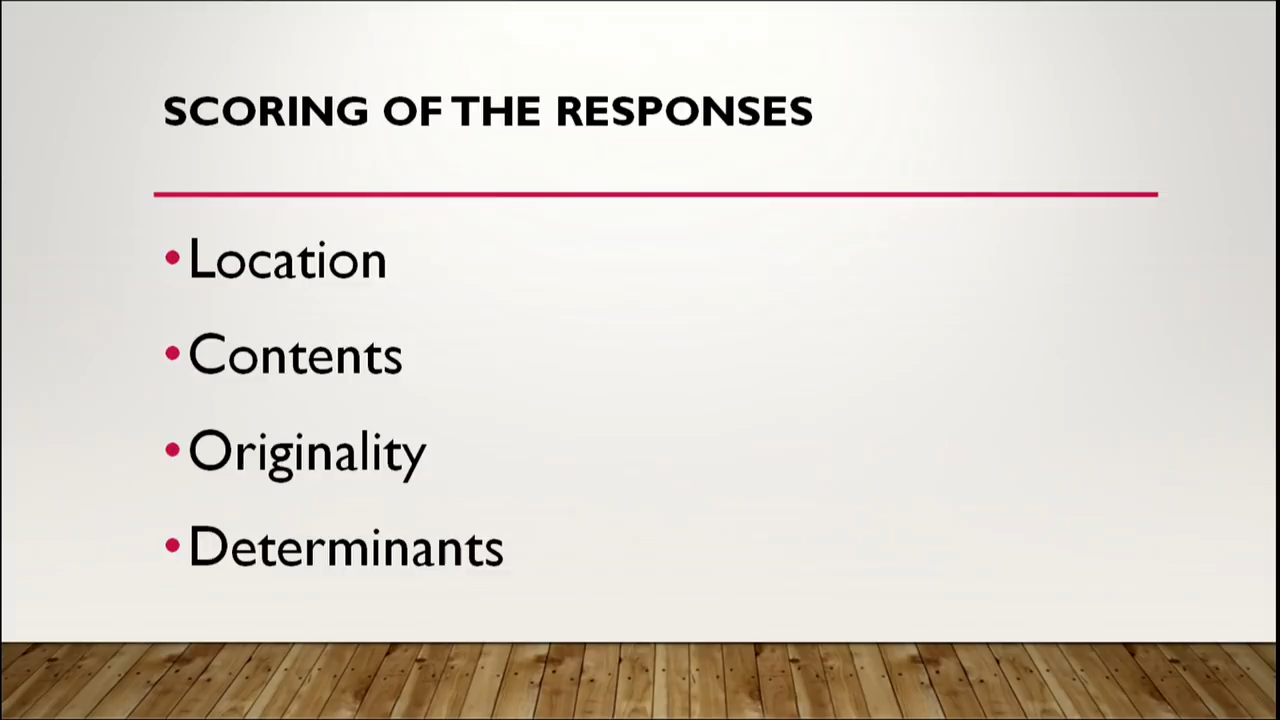 SCORING OF THE RESPONSES
•Location
•Contents
•Originality
•Determinants